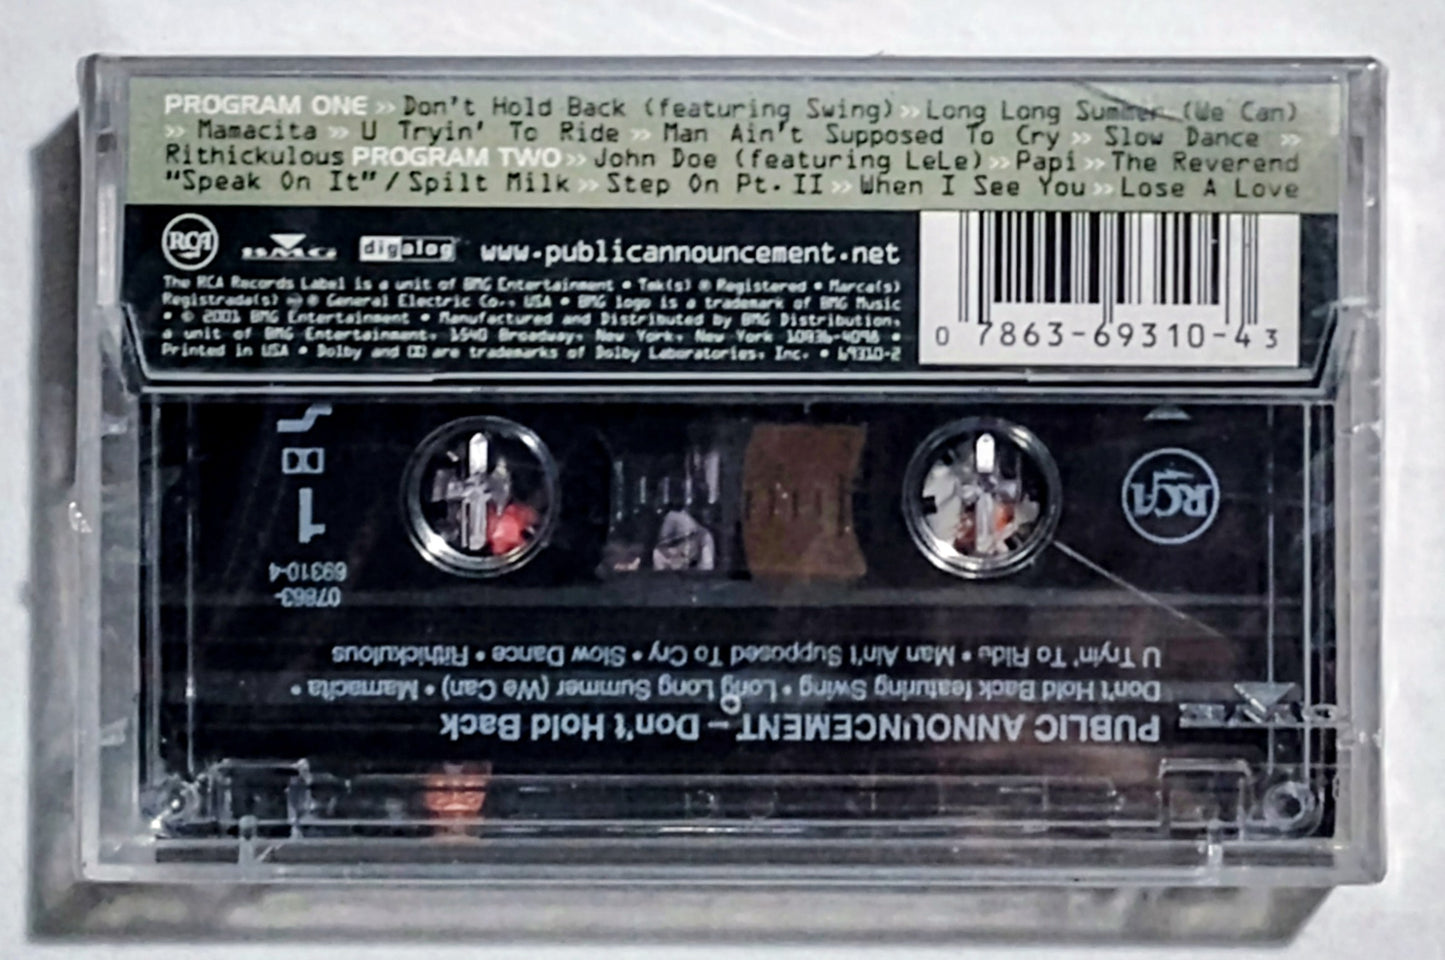 PROGRAM ONE >> Don't Hold Back (featuring Swing) >> Long Long Summer (We Can)
>> Mamacita >> U Tryin' To Ride >> Man Ain't Supposed To Cry >> Slow Dance >>
Rithickulous PROGRAM TWO >> John Doe (featuring LeLe) >> Papi >> The Reverend
"Speak On It"/Spilt Milk >> Step On Pt. II >> When I See You >> Lose A Love
RCA BMG digalog www.publicannouncement.net
The RCA Records Label is a unit of BMG Entertainment • Tmk(s) ® Registered • Marca(s)
Registrada(s) ® General Electric Co., USA • BMG logo is a trademark of BMG Music
• © 2001 BMG Entertainment • Manufactured and Distributed by BMG Distribution,
a unit of BMG Entertainment, 1540 Broadway, New York, New York 10036-4098 •
Printed in USA • Dolby and DD are trademarks of Dolby Laboratories, Inc. • 69310-2
0 7863-69310-4 3
PUBLIC ANNOUNCEMENT – Don't Hold Back
Don't Hold Back featuring Swing • Long Long Summer (We Can) • Mamacita •
U Tryin' To Ride • Man Ain't Supposed To Cry • Slow Dance • Rithickulous
07863-
69310-4
1
RCA
BMG